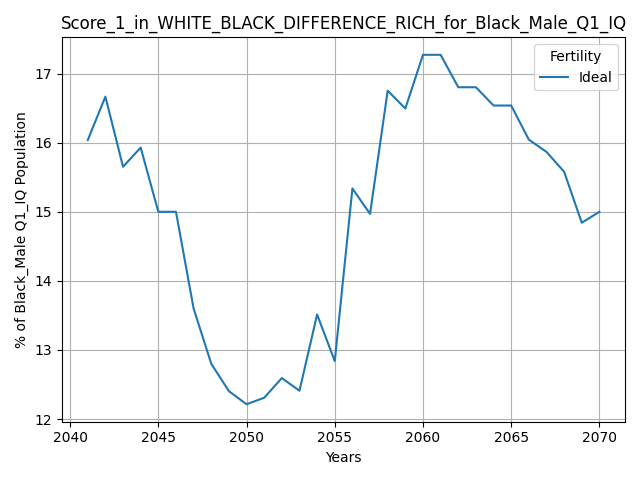 Score_1_in_WHITE_BLACK_DIFFERENCE_RICH_for_Black_Male_Q1_IQ
Fertility
Ideal
% of Black_Male Q1_IQ Population
17
16
15
14
13
12
2040 2045 2050 2055 2060 2065 2070
Years